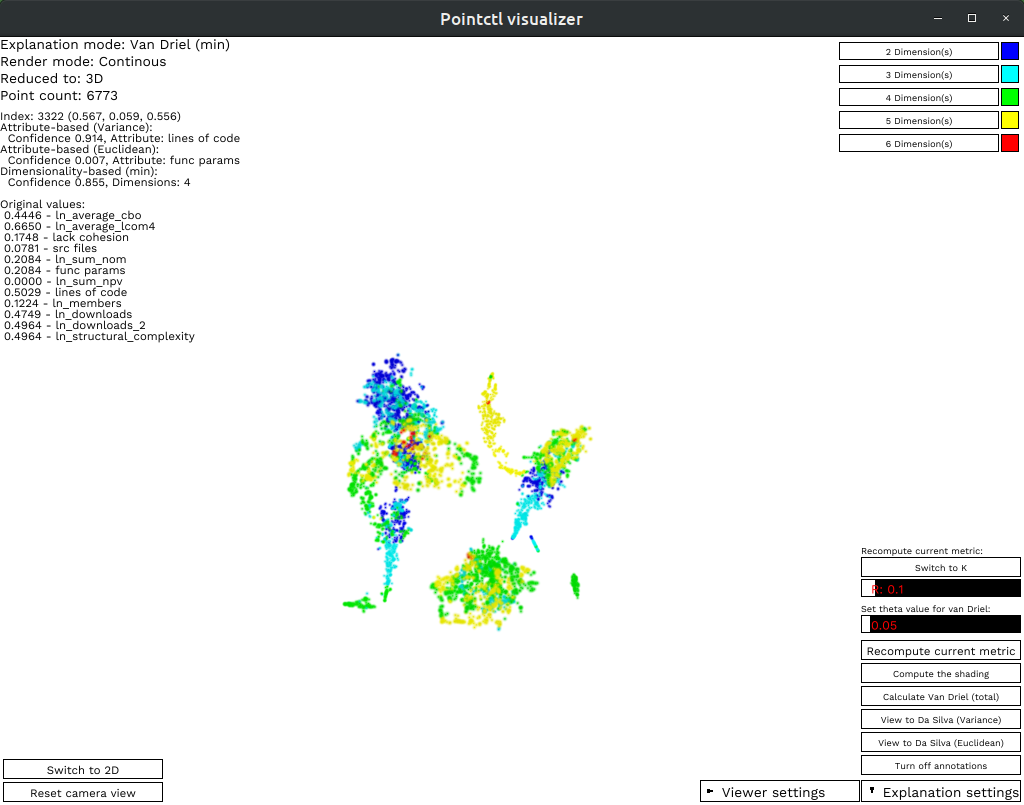 Pointctl visualizer
Explanation mode: Van Driel (min)
Render mode: Continous
Reduced to: 3D
Point count: 6773
Index: 3322 (0.567, 0.059, 0.556)
Attribute-based (Variance):
Confidence 0.914, Attribute: lines of code
Attribute-based (Euclidean):
Confidence 0.007, Attribute: func params
Dimensionality-based (min):
Confidence 0.855, Dimensions: 4
Original values:
0.4446 - ln_average_cbo
0.6650 - ln_average_lcom4
0.1748 - lack cohesion
0.0781 - src files
0.2084 - ln_sum_nom
0.2084 - func params
0.0000 - ln_sum_npv
0.5029 - lines of code
0.1224 - ln_members
0.4749 - ln_downloads
0.4964 - ln_downloads_2
0.4964 - ln_structural_complexity
2 Dimension(s)
3 Dimension(s)
4 Dimension(s)
5 Dimension(s)
6 Dimension(s)
Recompute current metric:
Switch to K
R: 0.1
Set theta value for van Driel:
0.05
Recompute current metric
Compute the shading
Calculate Van Driel (total)
View to Da Silva (Variance)
View to Da Silva (Euclidean)
Turn off annotations
Switch to 2D
Reset camera view
Viewer settings
Explanation settings